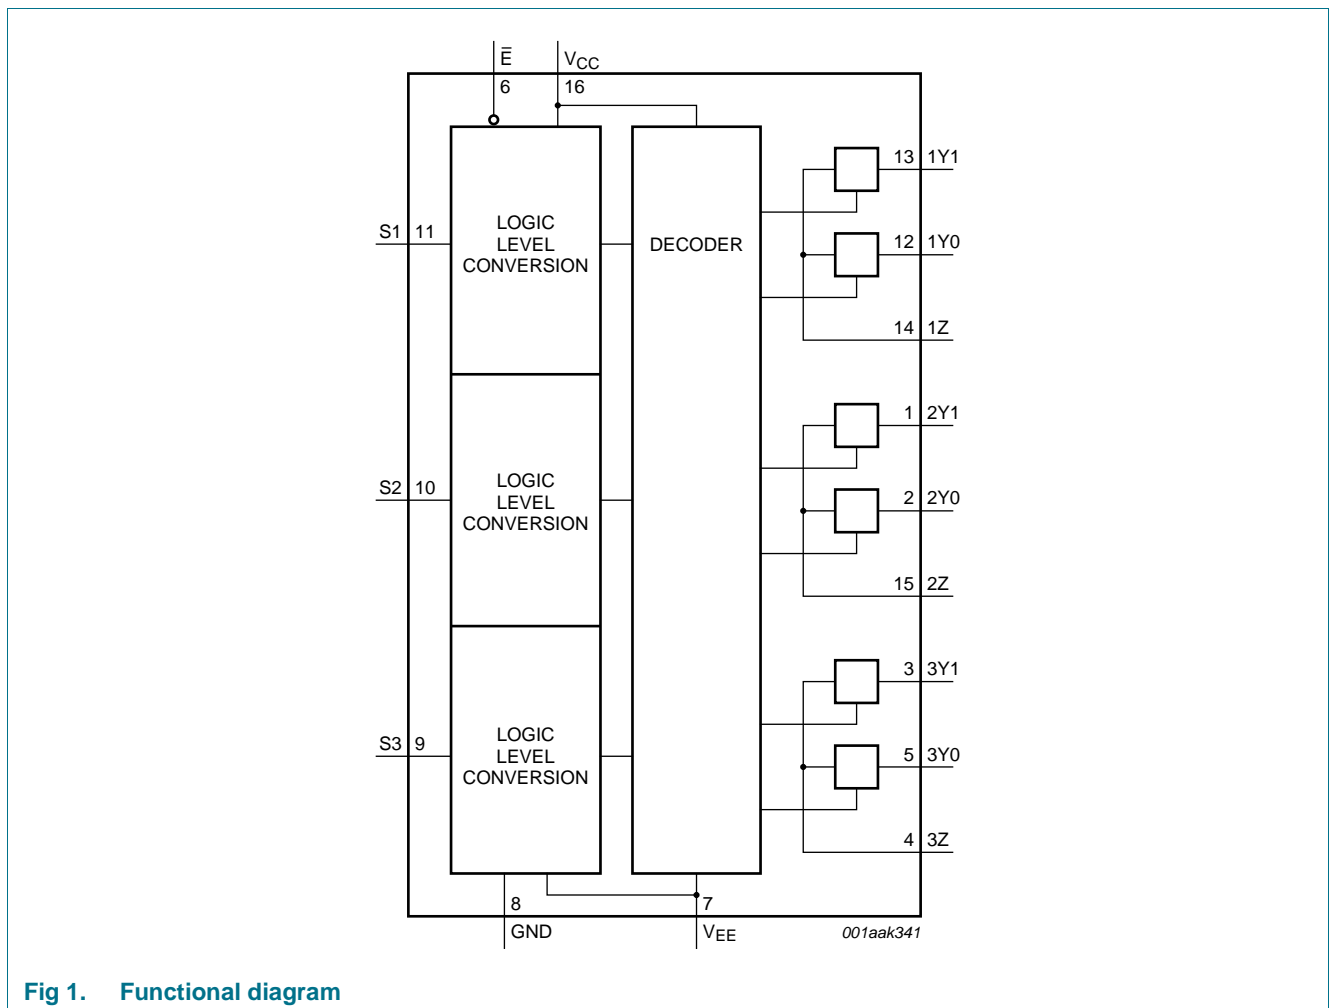 E̅ VCC
6 16
13 1Y1
S1 11
LOGIC
LEVEL
CONVERSION
DECODER
12 1Y0
14 1Z
1 2Y1
S2 10
LOGIC
LEVEL
CONVERSION
2 2Y0
15 2Z
3 3Y1
S3 9
LOGIC
LEVEL
CONVERSION
5 3Y0
4 3Z
8 7
GND VEE 001aak341
Fig 1. Functional diagram